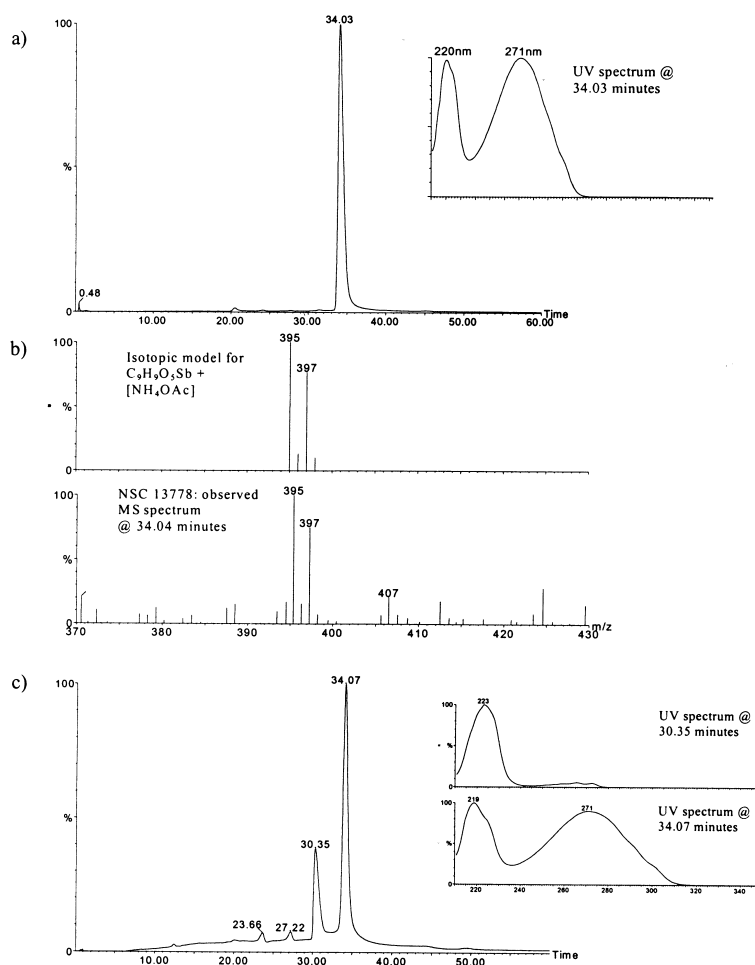 a)
100
%
0
34.03
0.48
10.00 20.00 30.00 40.00 50.00 60.00
Time
220nm 271nm
UV spectrum @
34.03 minutes
b)
100
%
0
395
397
Isotopic model for
C₉H₉O₅Sb +
[NH₄OAc]
100
%
0
395
397
407
NSC 13778: observed
MS spectrum
@ 34.04 minutes
370 380 390 400 410 420 430
m/z
c)
100
%
0
34.07
30.35
23.66
27.22
10.00 20.00 30.00 40.00 50.00
Time
100
%
0
223
UV spectrum @
30.35 minutes
100
%
0
219
271
UV spectrum @
34.07 minutes
220 240 260 280 300 320 340